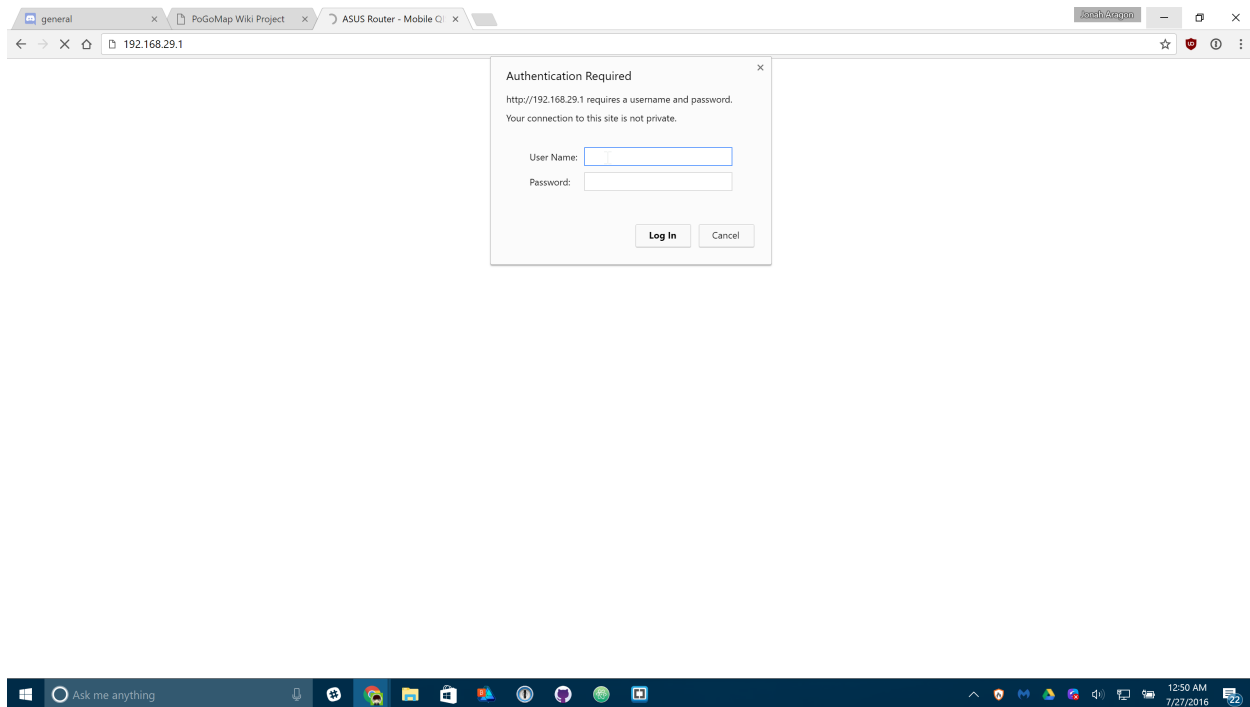 general
PoGoMap Wiki Project
ASUS Router - Mobile Q
Jonah Aragon
192.168.29.1
Authentication Required
http://192.168.29.1 requires a username and password.
Your connection to this site is not private.
User Name:
Password:
Log In
Cancel
Ask me anything
12:50 AM
7/27/2016
22